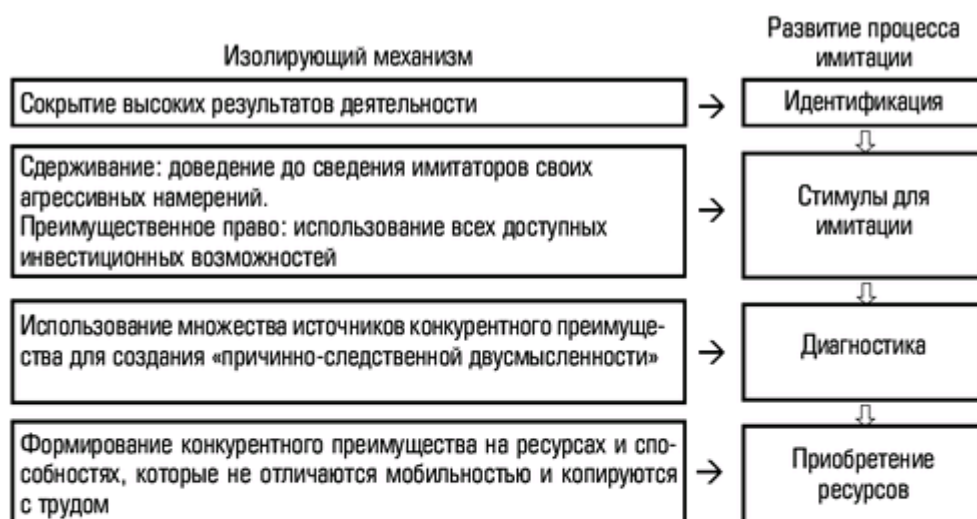 Изолирующий механизм
Развитие процесса
имитации
Сокрытие высоких результатов деятельности
→
Идентификация
Сдерживание: доведение до сведения имитаторов своих
агрессивных намерений.
Преимущественное право: использование всех доступных
инвестиционных возможностей
→
Стимулы для
имитации
Использование множества источников конкурентного преимуще-
ства для создания «причинно-следственной двусмысленности»
→
Диагностика
Формирование конкурентного преимущества на ресурсах и спо-
собностях, которые не отличаются мобильностью и копируются
с трудом
→
Приобретение
ресурсов